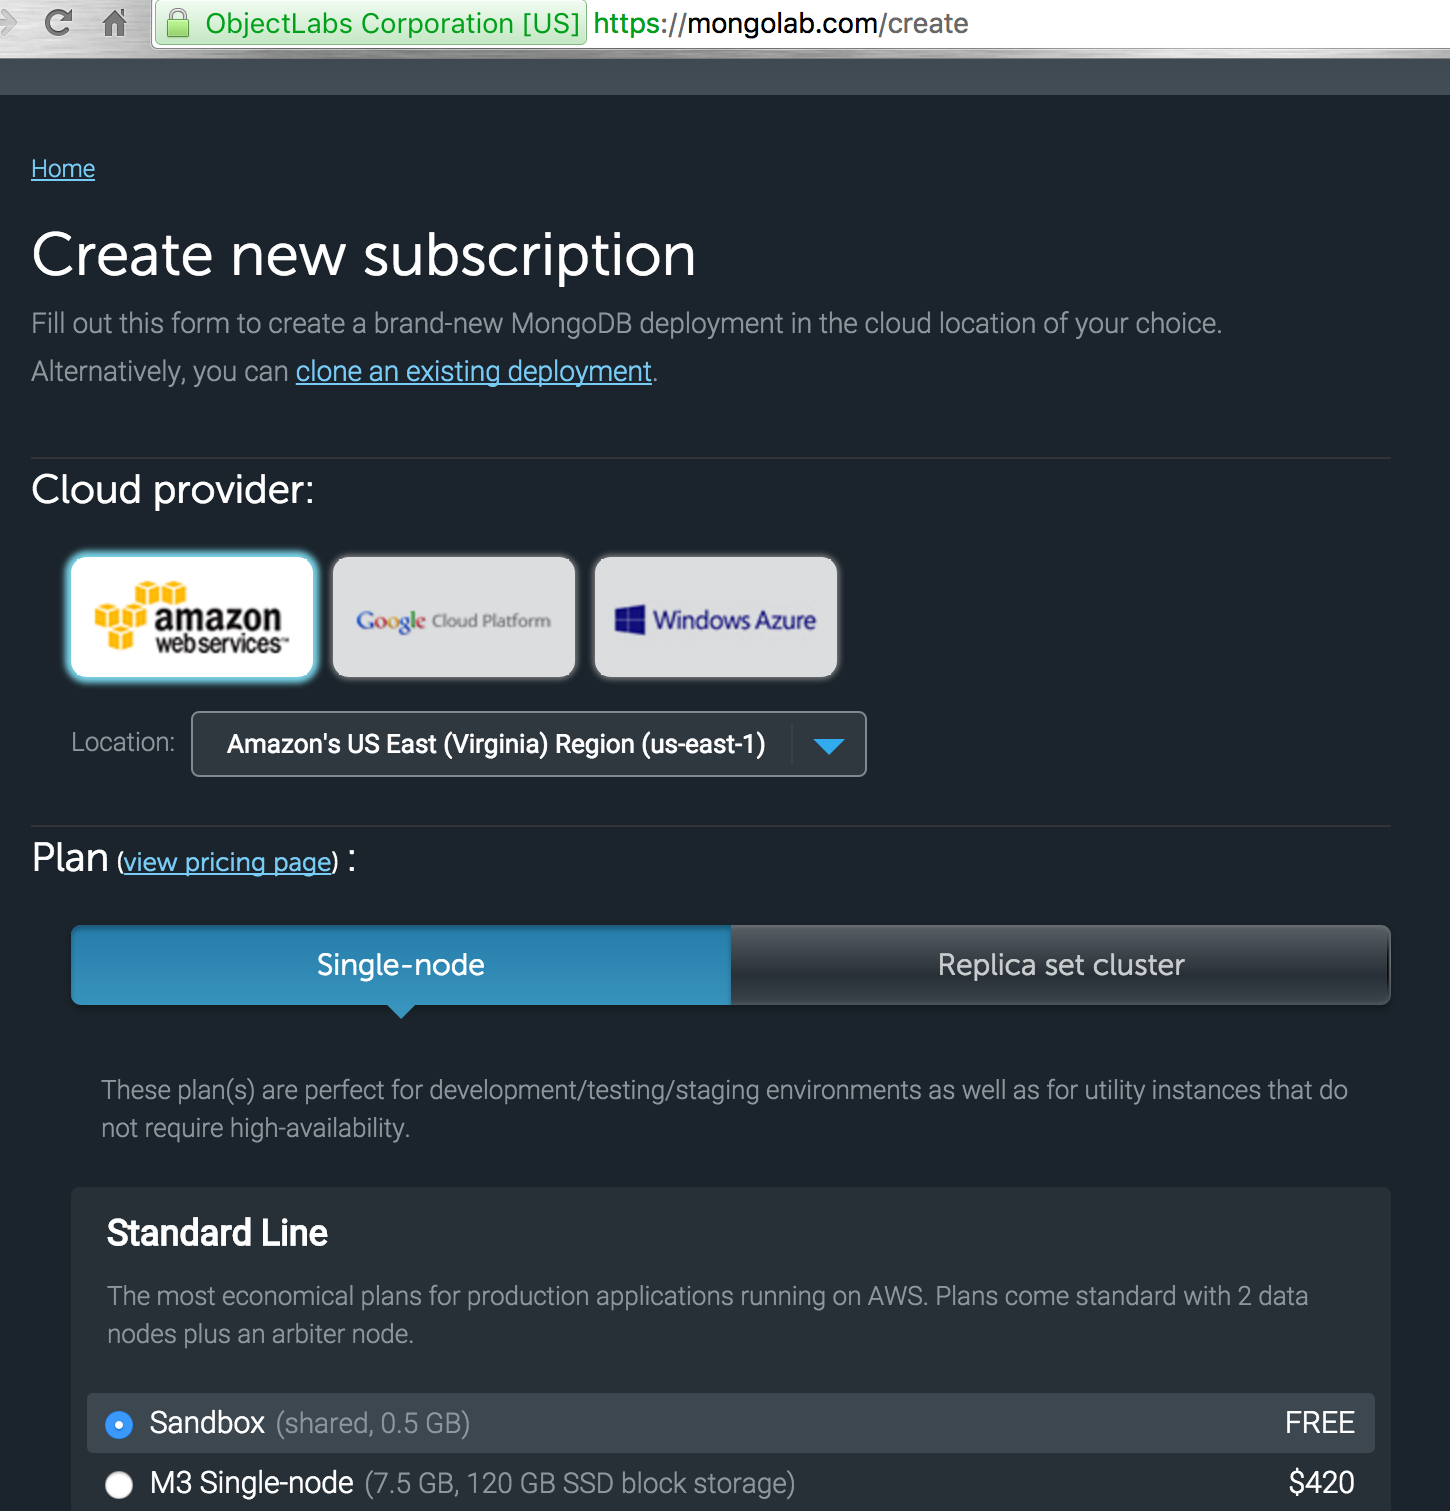 ObjectLabs Corporation [US] https://mongolab.com/create
Home
Create new subscription
Fill out this form to create a brand-new MongoDB deployment in the cloud location of your choice.
Alternatively, you can clone an existing deployment.
Cloud provider:
amazon
webservices™
Google Cloud Platform
Windows Azure
Location: Amazon's US East (Virginia) Region (us-east-1)
Plan (view pricing page) :
Single-node Replica set cluster
These plan(s) are perfect for development/testing/staging environments as well as for utility instances that do
not require high-availability.
Standard Line
The most economical plans for production applications running on AWS. Plans come standard with 2 data
nodes plus an arbiter node.
Sandbox (shared, 0.5 GB) FREE
M3 Single-node (7.5 GB, 120 GB SSD block storage) $420